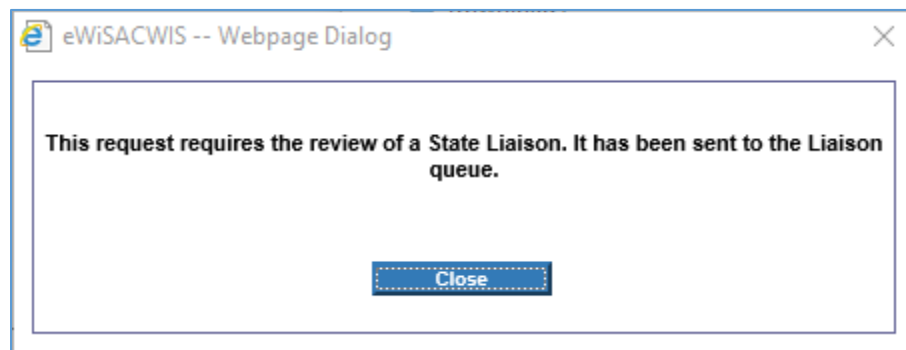 eWiSACWIS -- Webpage Dialog
This request requires the review of a State Liaison. It has been sent to the Liaison
queue.
Close